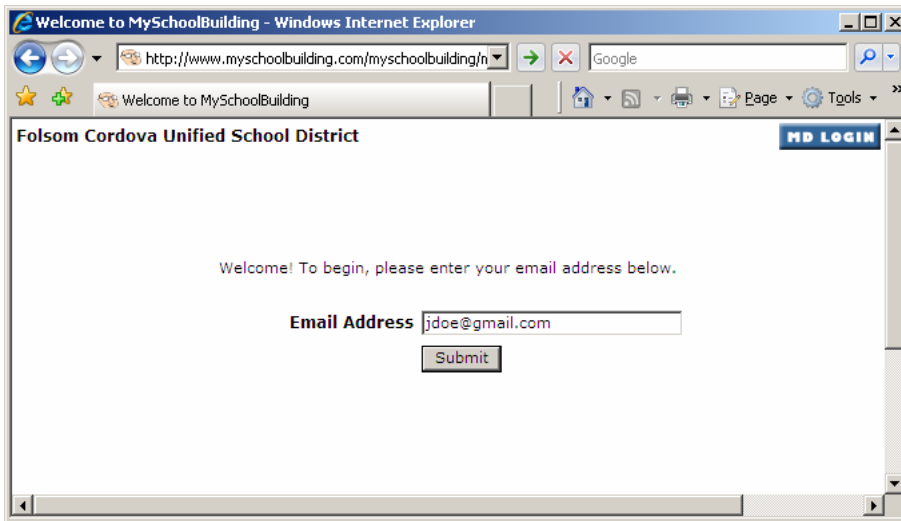 Welcome to MySchoolBuilding - Windows Internet Explorer
http://www.myschoolbuilding.com/myschoolbuilding/n
Google
Welcome to MySchoolBuilding
Page
Tools
»
Folsom Cordova Unified School District
MD LOGIN
Welcome! To begin, please enter your email address below.
Email Address jdoe@gmail.com
Submit